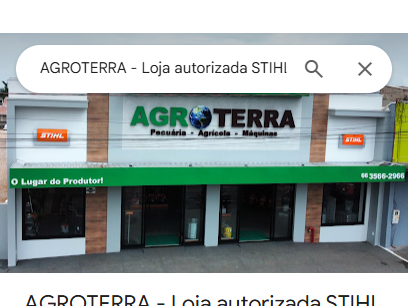 AGROTERRA - Loja autorizada STIHL
AGROTERRA
Pecuária - Agrícola - Máquinas
STIHL
STIHL
O Lugar do Produtor!
66 3566-2966
AGROTERRA - Loja autorizada STIHL